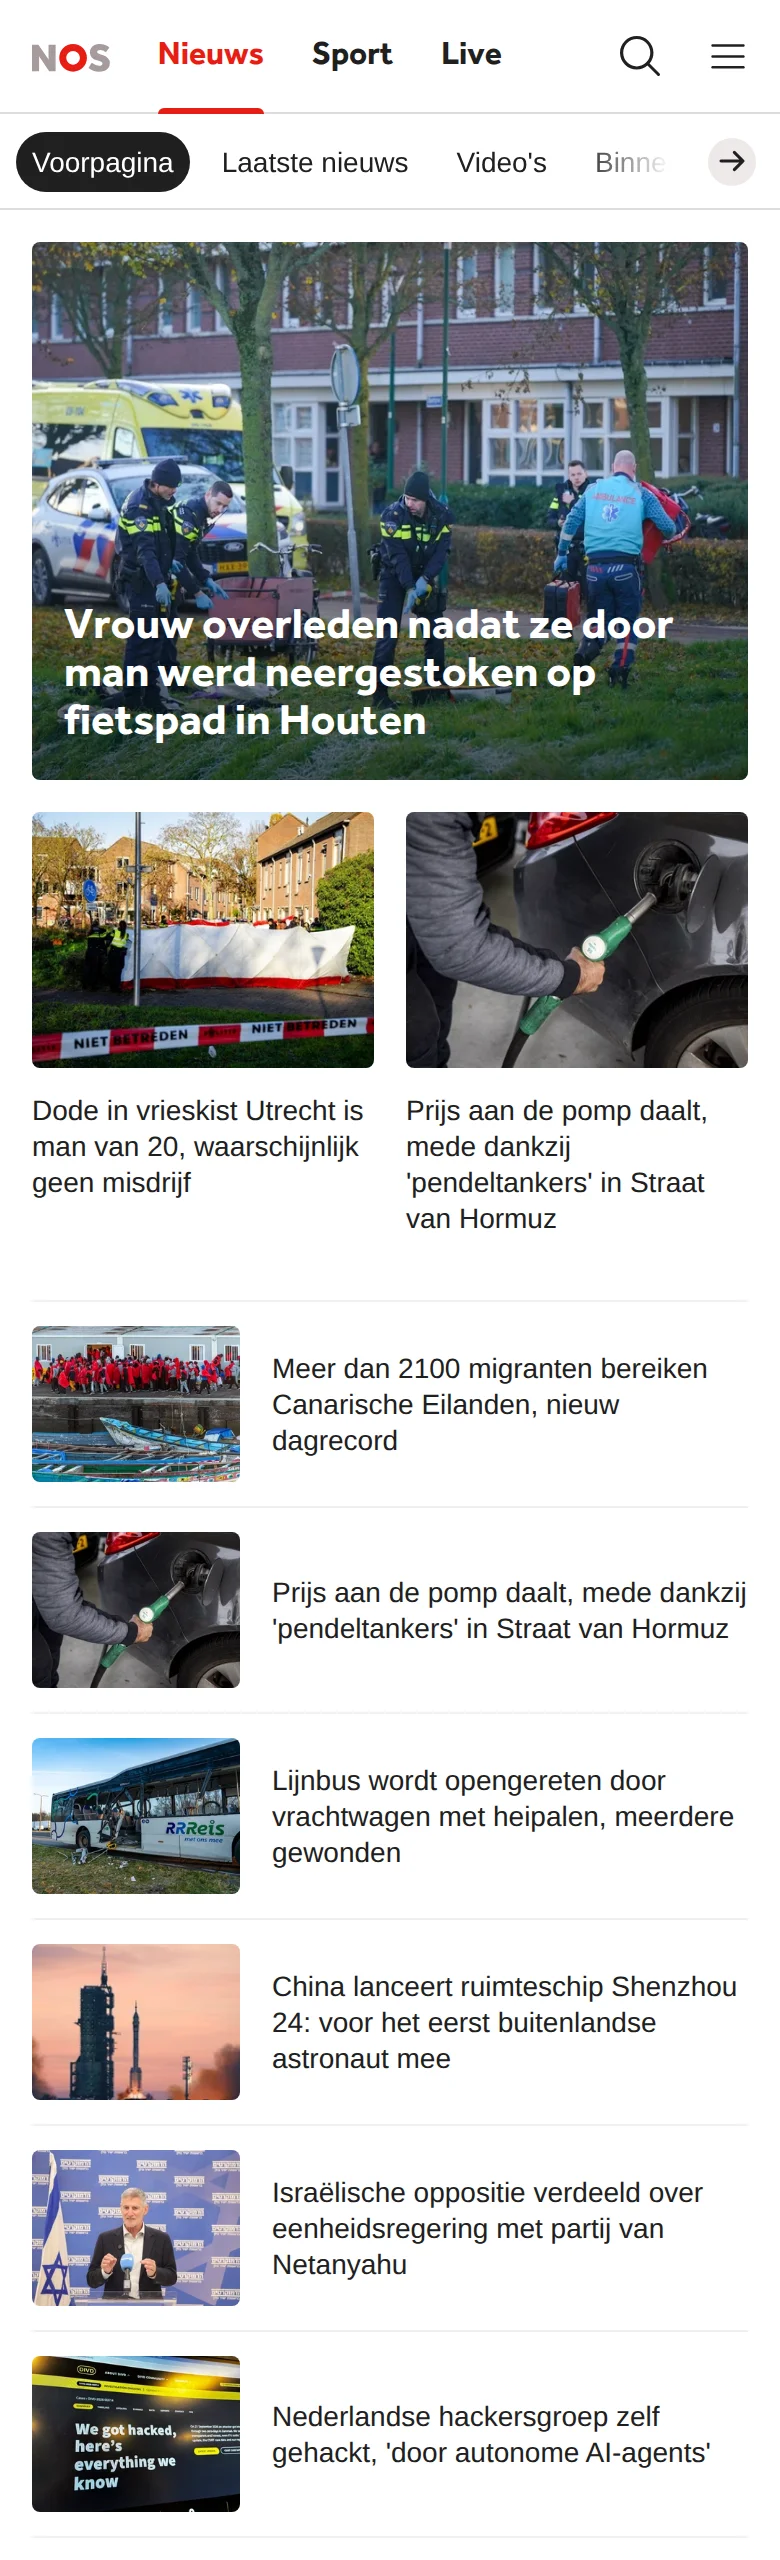 NOS Nieuws Sport Live
Voorpagina Laatste nieuws Video's Binne
Vrouw overleden nadat ze door
man werd neergestoken op
fietspad in Houten
AMBULANCE
NIET BETREDEN NIET BETREDEN
Dode in vrieskist Utrecht is
man van 20, waarschijnlijk
geen misdrijf
Prijs aan de pomp daalt,
mede dankzij
'pendeltankers' in Straat
van Hormuz
Meer dan 2100 migranten bereiken
Canarische Eilanden, nieuw
dagrecord
Prijs aan de pomp daalt, mede dankzij
'pendeltankers' in Straat van Hormuz
RRReis
met ons mee
Lijnbus wordt opengereten door
vrachtwagen met heipalen, meerdere
gewonden
China lanceert ruimteschip Shenzhou
24: voor het eerst buitenlandse
astronaut mee
Israëlische oppositie verdeeld over
eenheidsregering met partij van
Netanyahu
DIVD
We got hacked,
here's
everything we
know
Nederlandse hackersgroep zelf
gehackt, 'door autonome AI-agents'